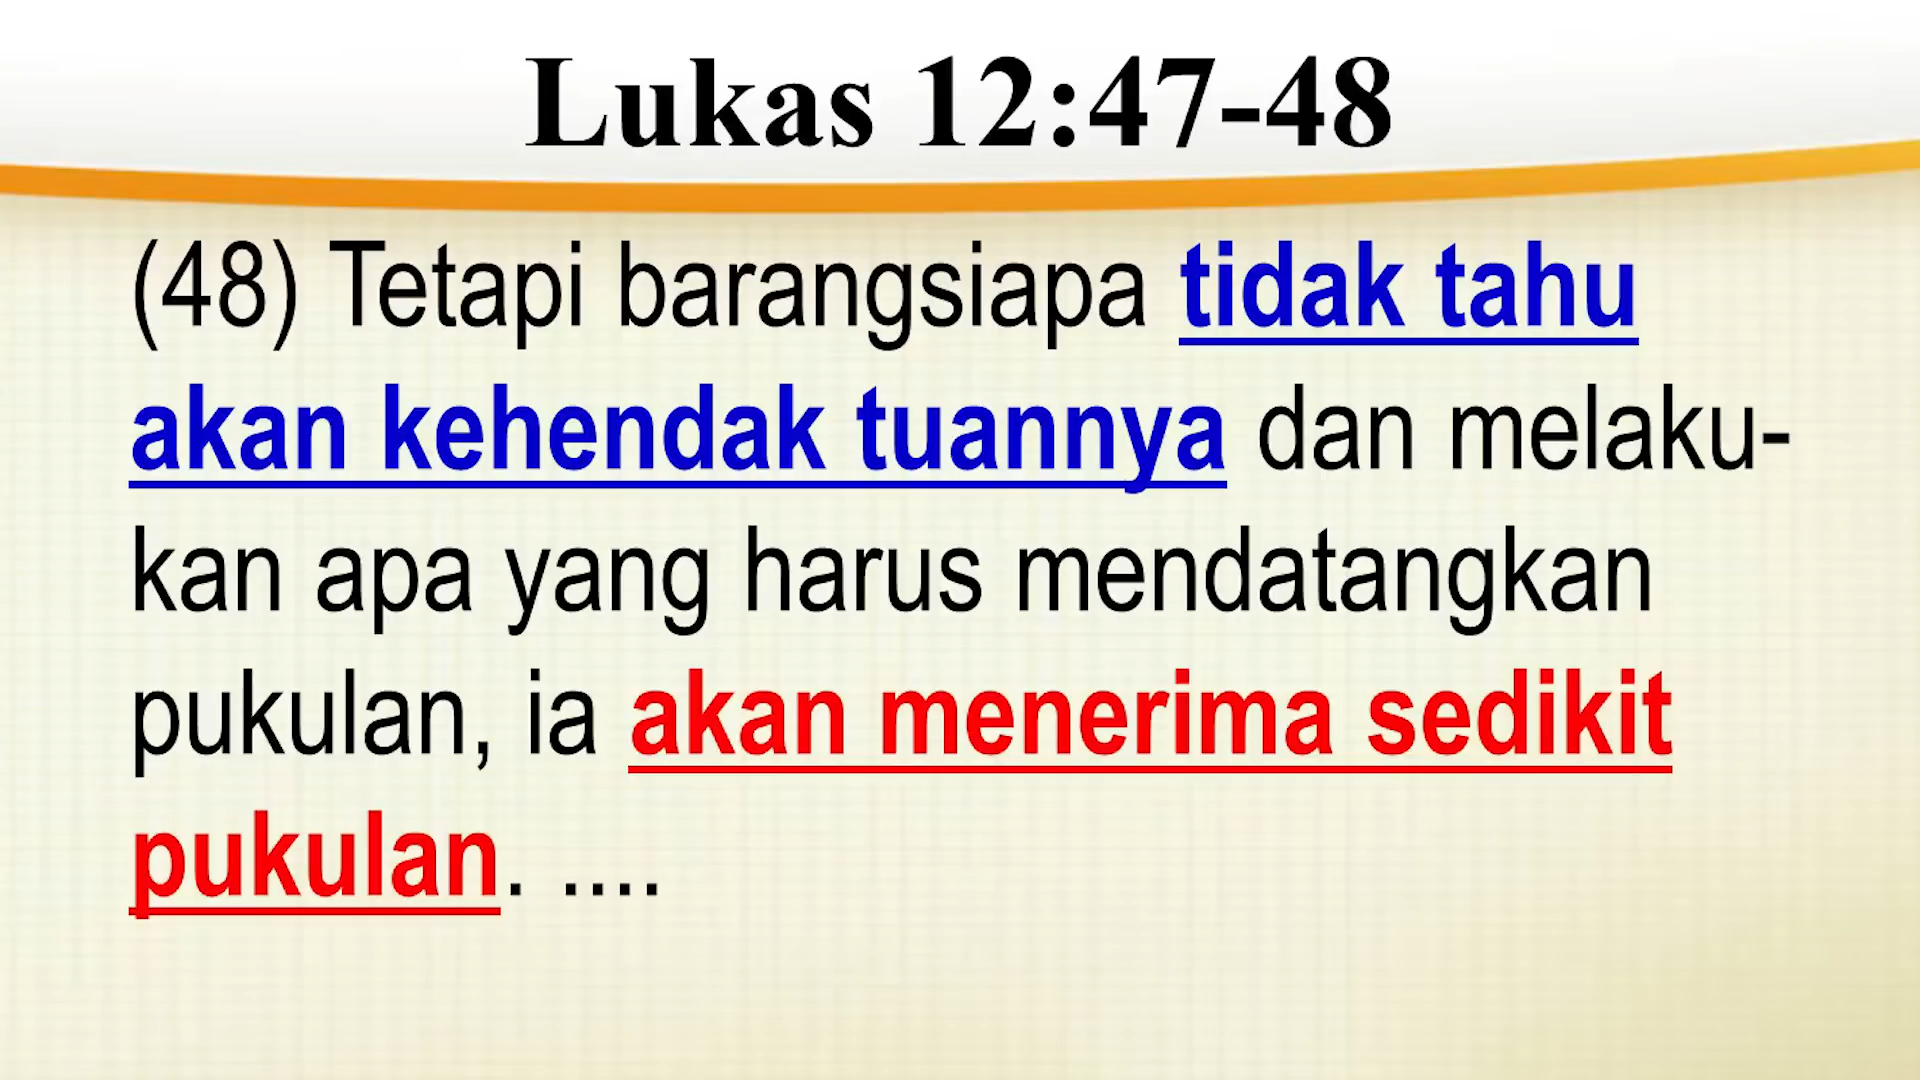 Lukas 12:47-48
(48) Tetapi barangsiapa tidak tahu
akan kehendak tuannya dan melaku-
kan apa yang harus mendatangkan
pukulan, ia akan menerima sedikit
pukulan. ....